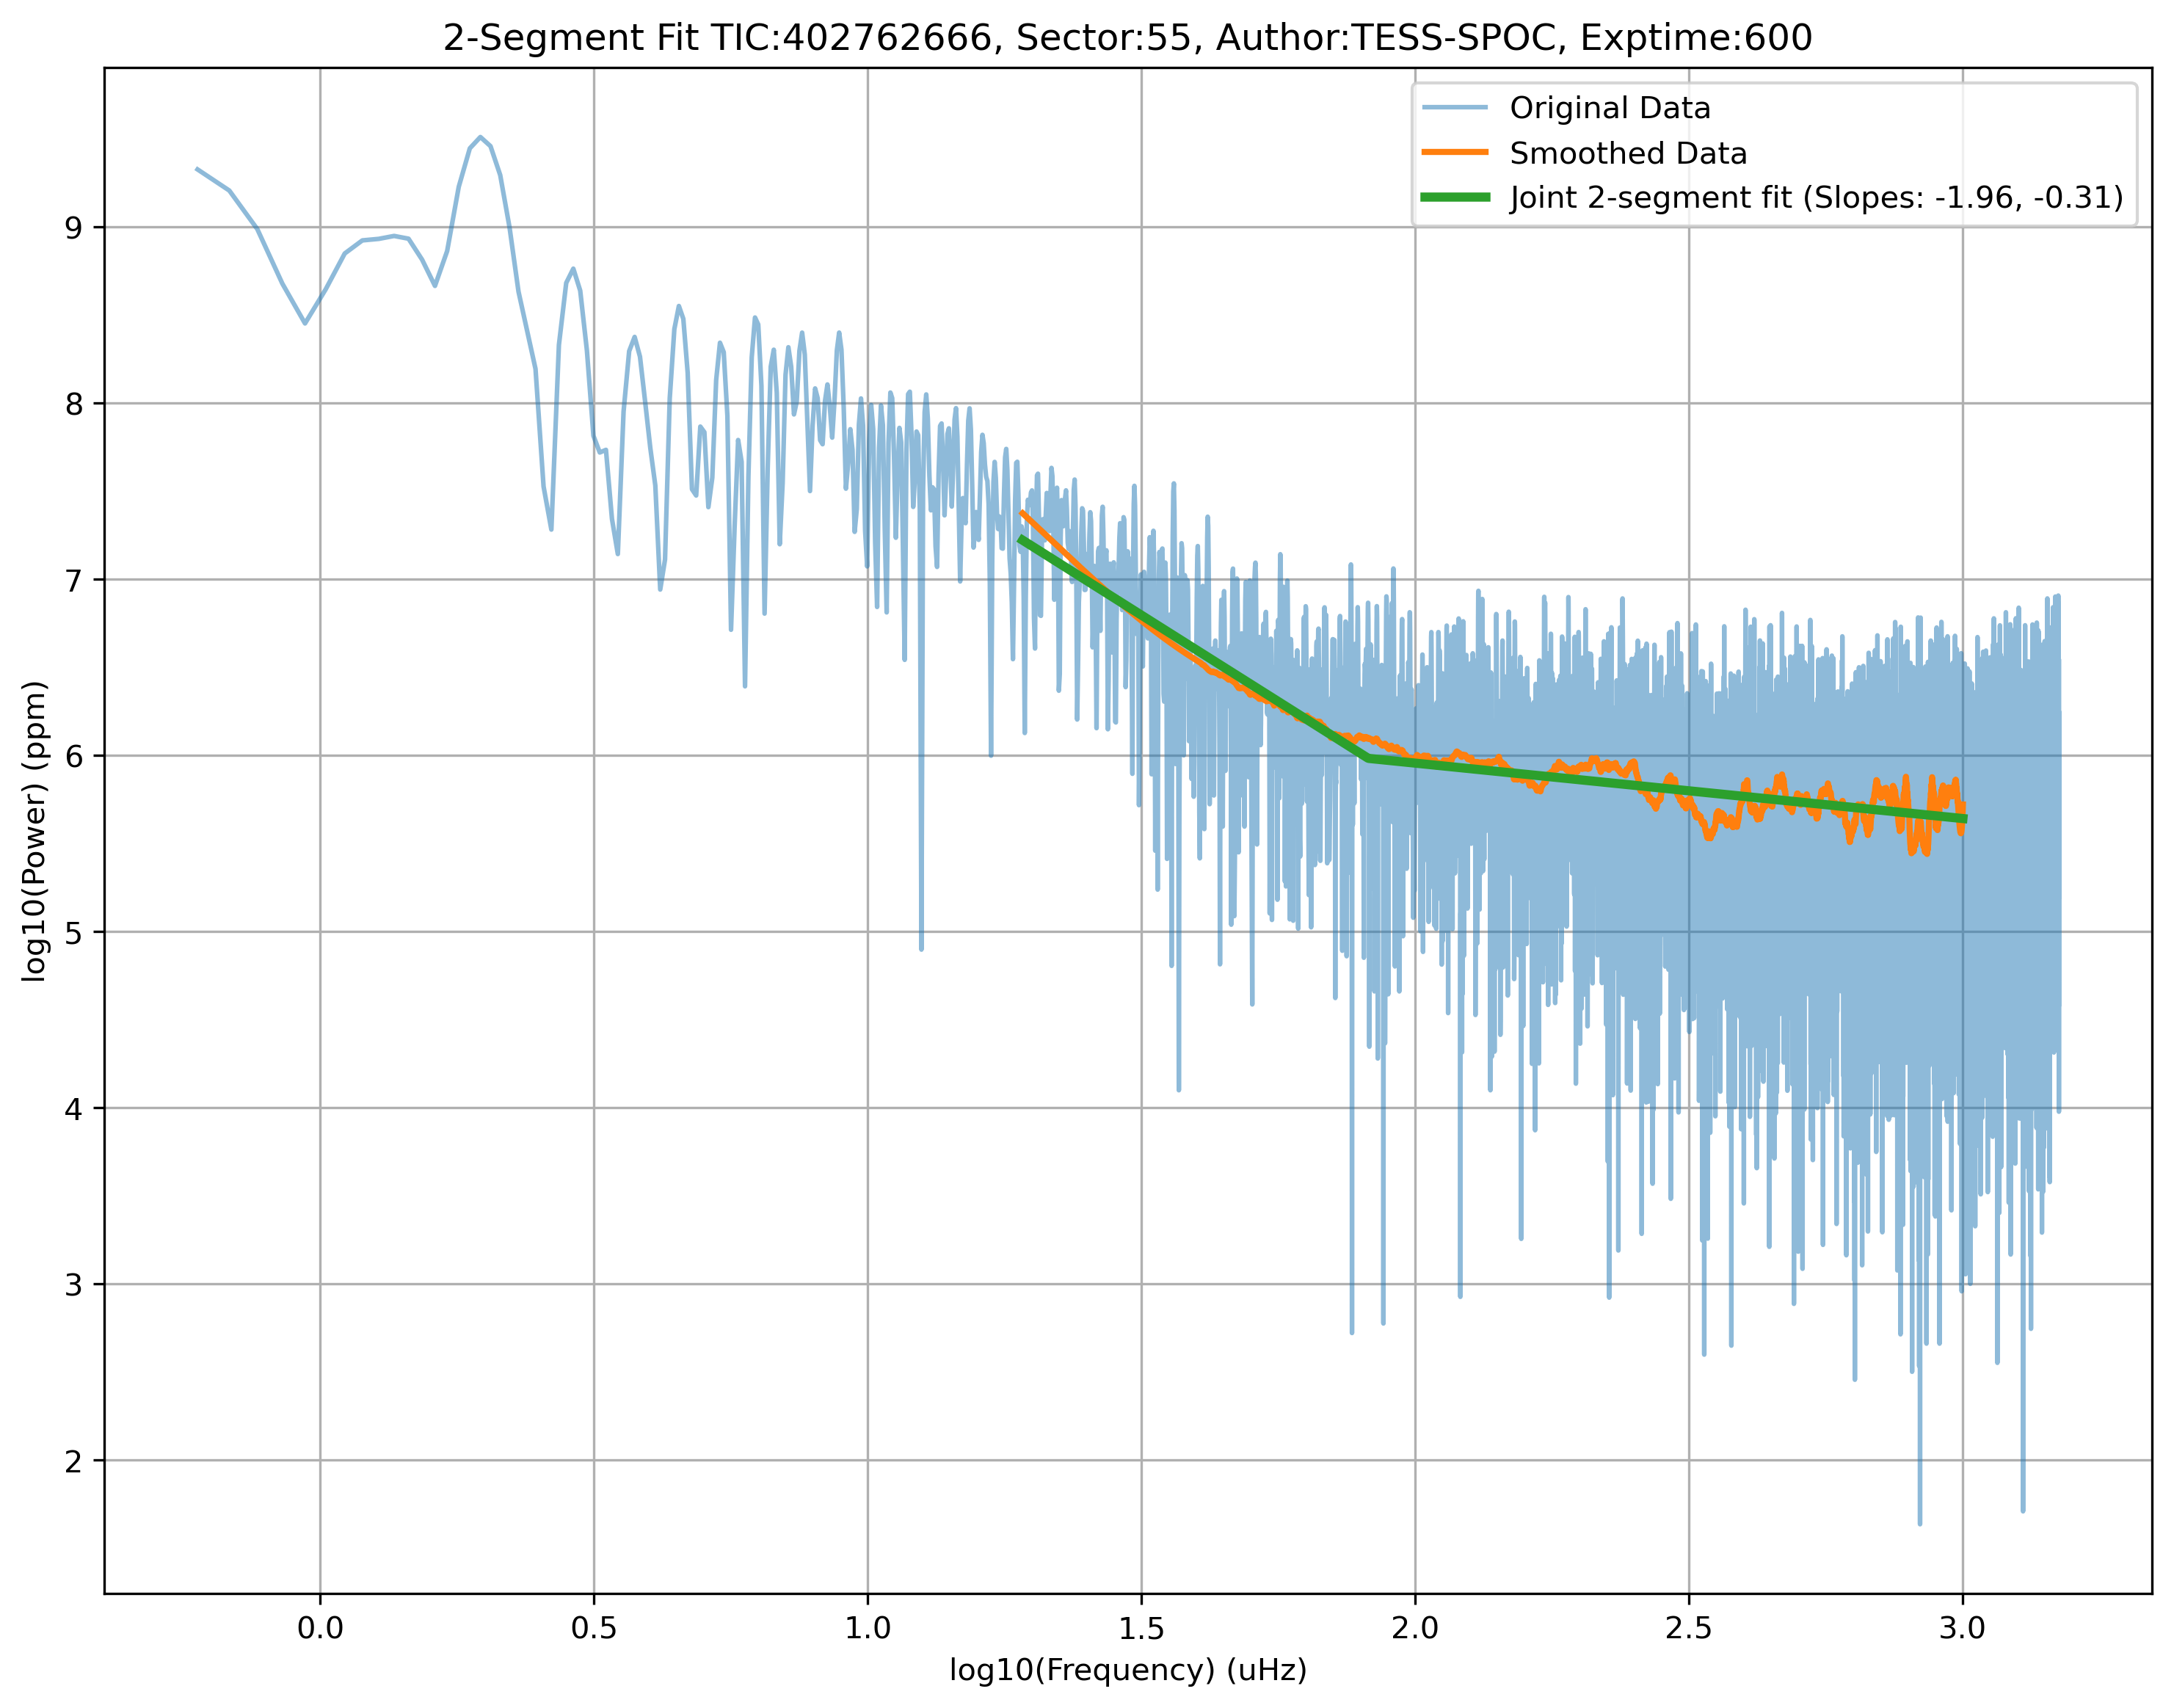 2-Segment Fit TIC:402762666, Sector:55, Author:TESS-SPOC, Exptime:600
Original Data
Smoothed Data
Joint 2-segment fit (Slopes: -1.96, -0.31)
log10(Power) (ppm)
9
8
7
6
5
4
3
2
0.0 0.5 1.0 1.5 2.0 2.5 3.0
log10(Frequency) (uHz)